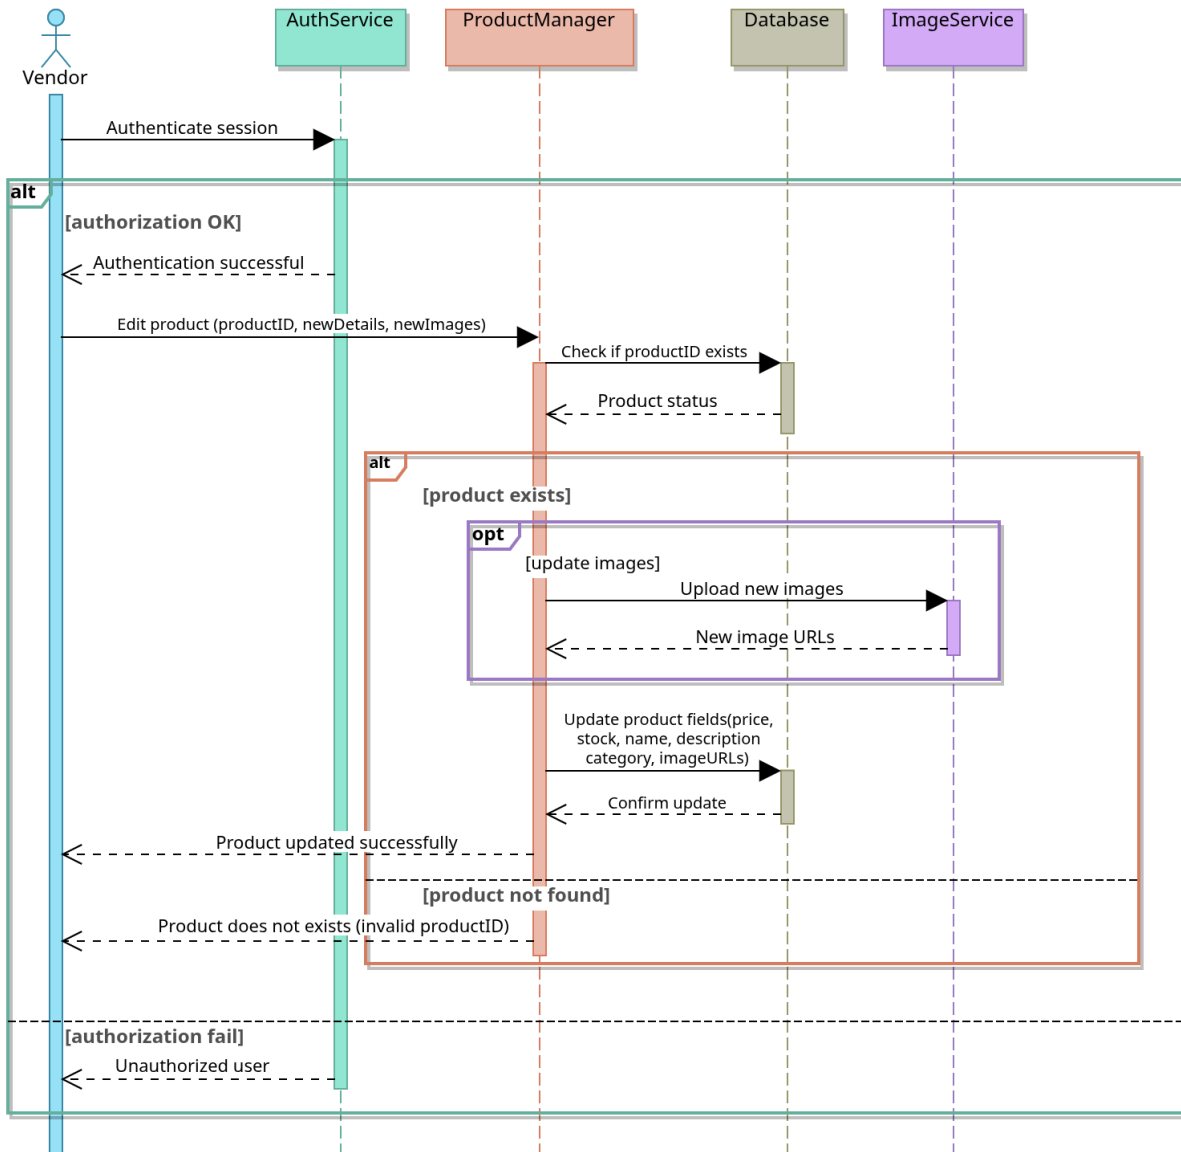 AuthService
ProductManager
Database
ImageService
Vendor
Authenticate session
alt
[authorization OK]
Authentication successful
Edit product (productID, newDetails, newImages)
Check if productID exists
Product status
alt
[product exists]
opt
[update images]
Upload new images
New image URLs
Update product fields(price,
stock, name, description
category, imageURLs)
Confirm update
Product updated successfully
[product not found]
Product does not exists (invalid productID)
[authorization fail]
Unauthorized user